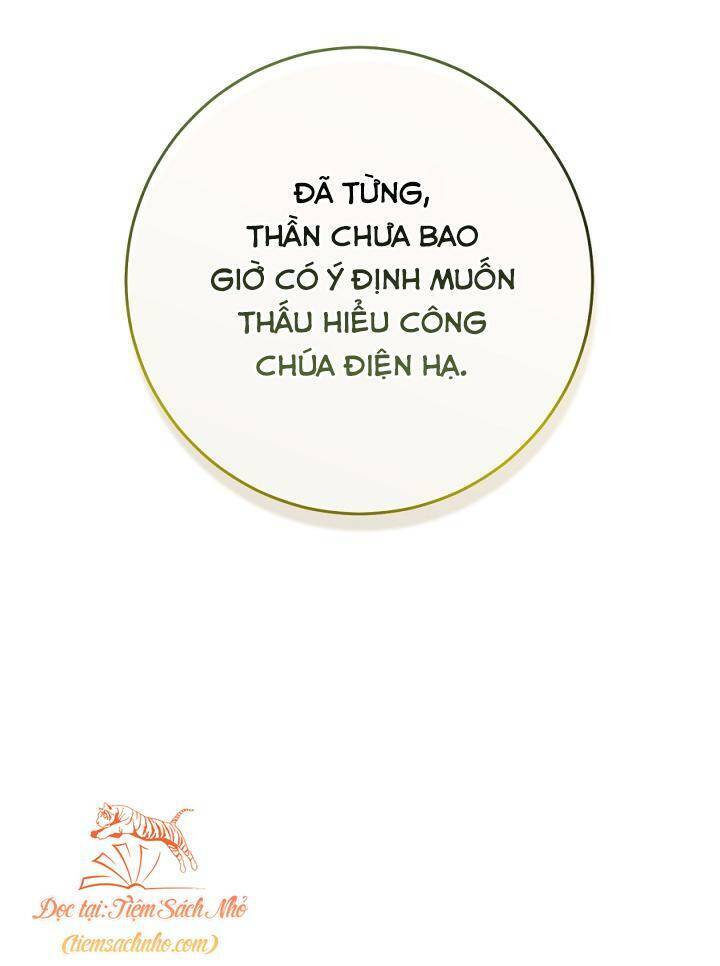 ĐÃ TỪNG,
THẦN CHƯA BAO
GIỜ CÓ Ý ĐỊNH MUỐN
THẤU HIỂU CÔNG
CHÚA ĐIỆN HẠ.
Đọc tại: Tiệm Sách Nhỏ
(tiemsachnho.com)